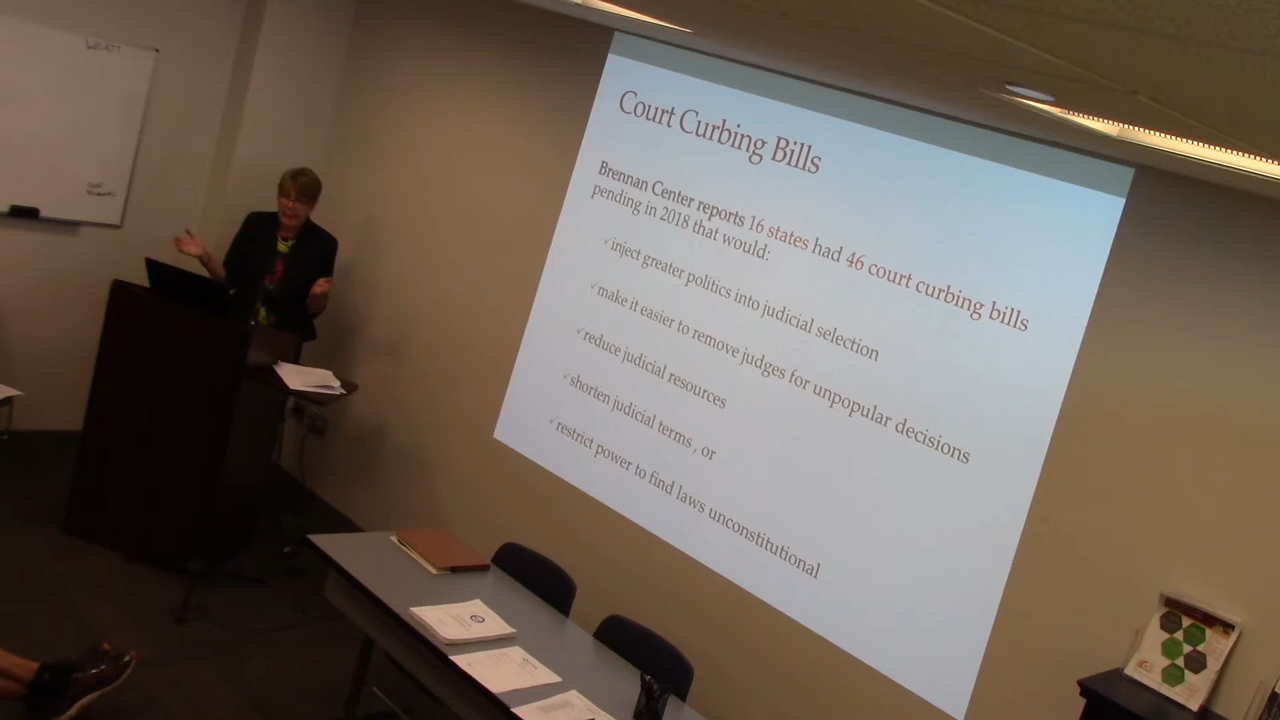 Court Curbing Bills
Brennan Center reports 16 states had 46 court curbing bills
pending in 2018 that would:
✓inject greater politics into judicial selection
✓make it easier to remove judges for unpopular decisions
✓reduce judicial resources
✓shorten judicial terms , or
✓restrict power to find laws unconstitutional